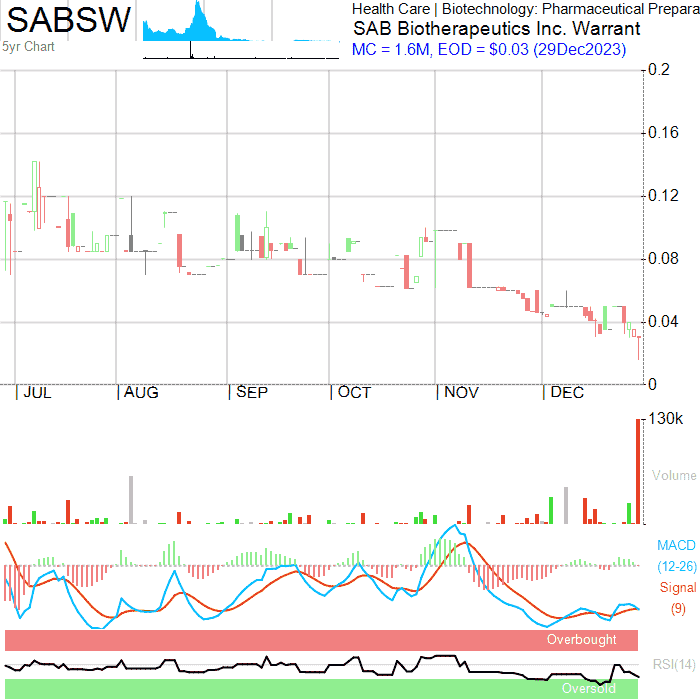 SABSW
5yr Chart
Health Care | Biotechnology: Pharmaceutical Prepara
SAB Biotherapeutics Inc. Warrant
MC = 1.6M, EOD = $0.03 (29Dec2023)
0.2
0.16
0.12
0.08
0.04
0
JUL AUG SEP OCT NOV DEC
130k
Volume
MACD
(12-26)
Signal
(9)
Overbought
RSI(14)
Oversold